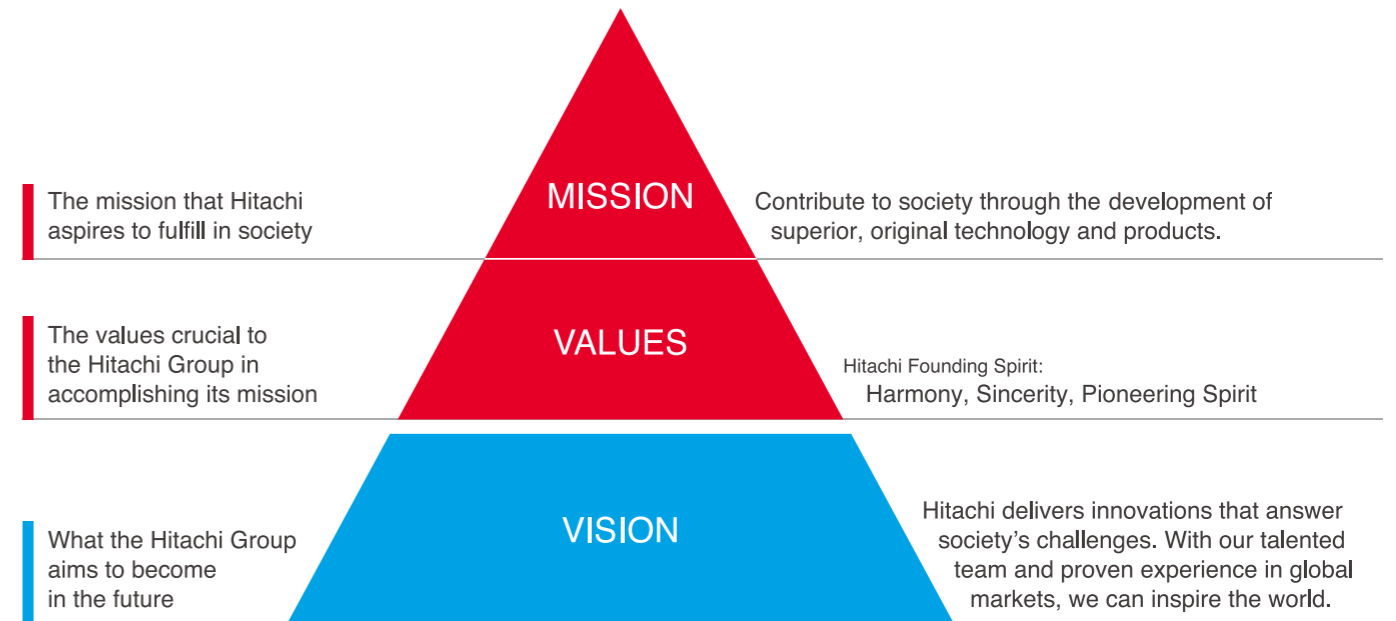 The mission that Hitachi
aspires to fulfill in society
MISSION
Contribute to society through the development of
superior, original technology and products.
The values crucial to
the Hitachi Group in
accomplishing its mission
VALUES
Hitachi Founding Spirit:
Harmony, Sincerity, Pioneering Spirit
What the Hitachi Group
aims to become
in the future
VISION
Hitachi delivers innovations that answer
society’s challenges. With our talented
team and proven experience in global
markets, we can inspire the world.